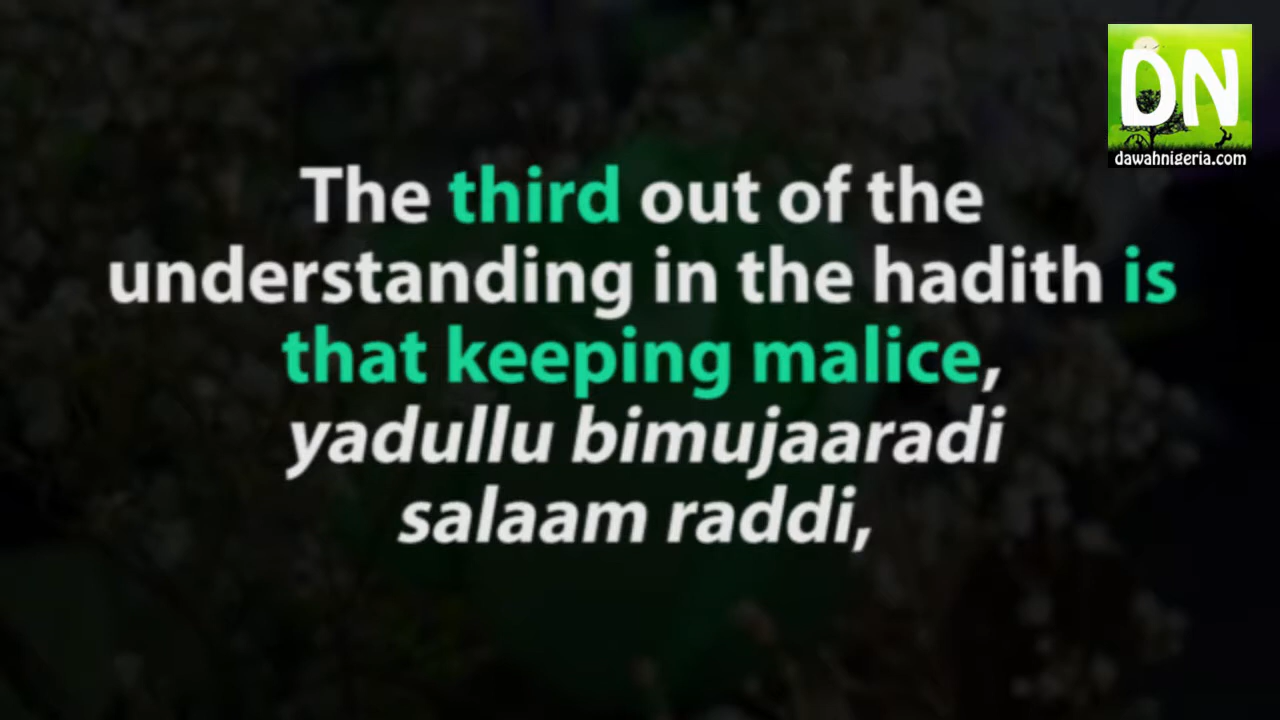 DN
dawahnigeria.com
The third out of the
understanding in the hadith is
that keeping malice,
yadullu bimujaaradi
salaam raddi,